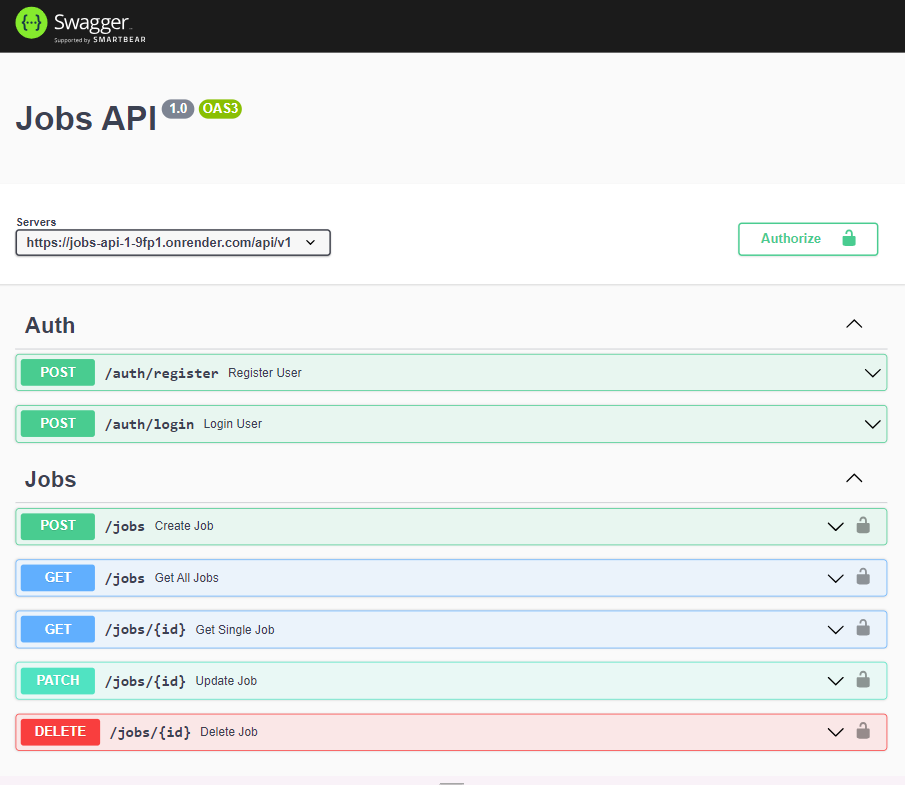 Swagger
Supported by SMARTBEAR
Jobs API 1.0 OAS3
Servers
https://jobs-api-1-9fp1.onrender.com/api/v1
Authorize
Auth
POST /auth/register Register User
POST /auth/login Login User
Jobs
POST /jobs Create Job
GET /jobs Get All Jobs
GET /jobs/{id} Get Single Job
PATCH /jobs/{id} Update Job
DELETE /jobs/{id} Delete Job